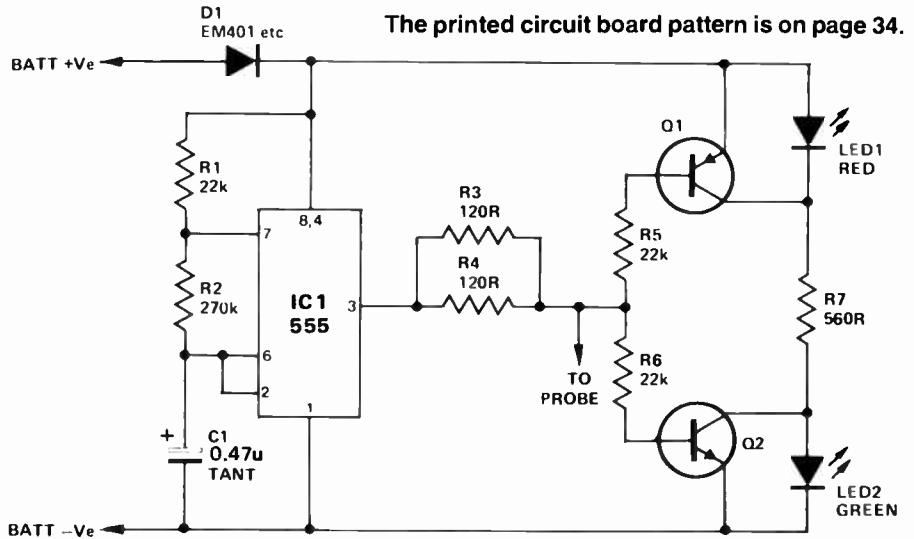 D1
EM401 etc
The printed circuit board pattern is on page 34.
BATT +Ve
R1
22k
R2
270k
8,4
7
IC1
555
3
6
2
1
+
C1
0.47u
TANT
R3
120R
R4
120R
TO
PROBE
R5
22k
R6
22k
Q1
Q2
LED1
RED
R7
560R
LED2
GREEN
BATT –Ve